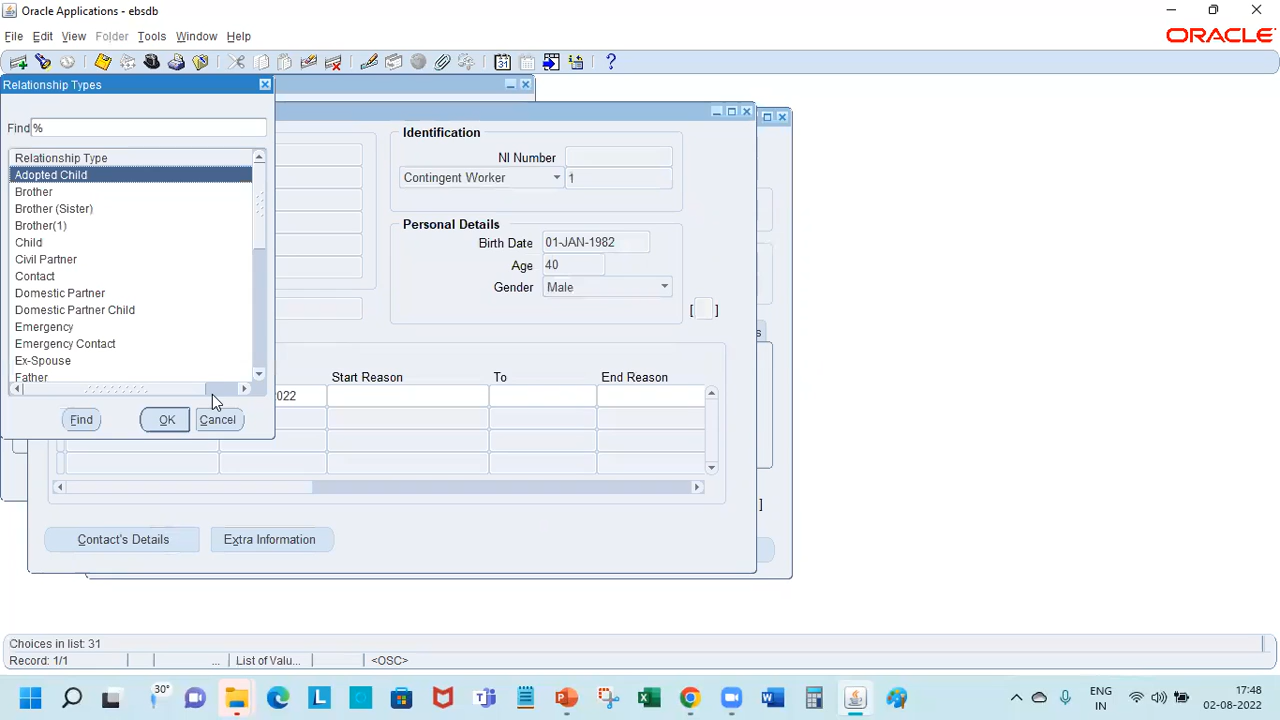 Oracle Applications - ebsdb
File Edit View Folder Tools Window Help
ORACLE
Relationship Types
Find %
Relationship Type
Adopted Child
Brother
Brother (Sister)
Brother(1)
Child
Civil Partner
Contact
Domestic Partner
Domestic Partner Child
Emergency
Emergency Contact
Ex-Spouse
Father
Find OK Cancel
Identification
NI Number
Contingent Worker 1
Personal Details
Birth Date 01-JAN-1982
Age 40
Gender Male
[ ]
Start Reason To End Reason
2022
Contact's Details Extra Information
s
]
Choices in list: 31
Record: 1/1 ... List of Valu... <OSC>
30°
ENG
IN
17:48
02-08-2022